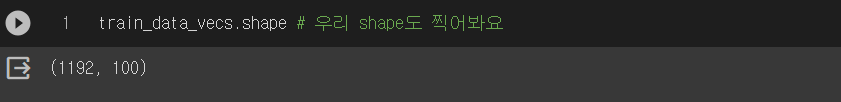 1 train_data_vecs.shape # 우리 shape도 찍어봐요
(1192, 100)